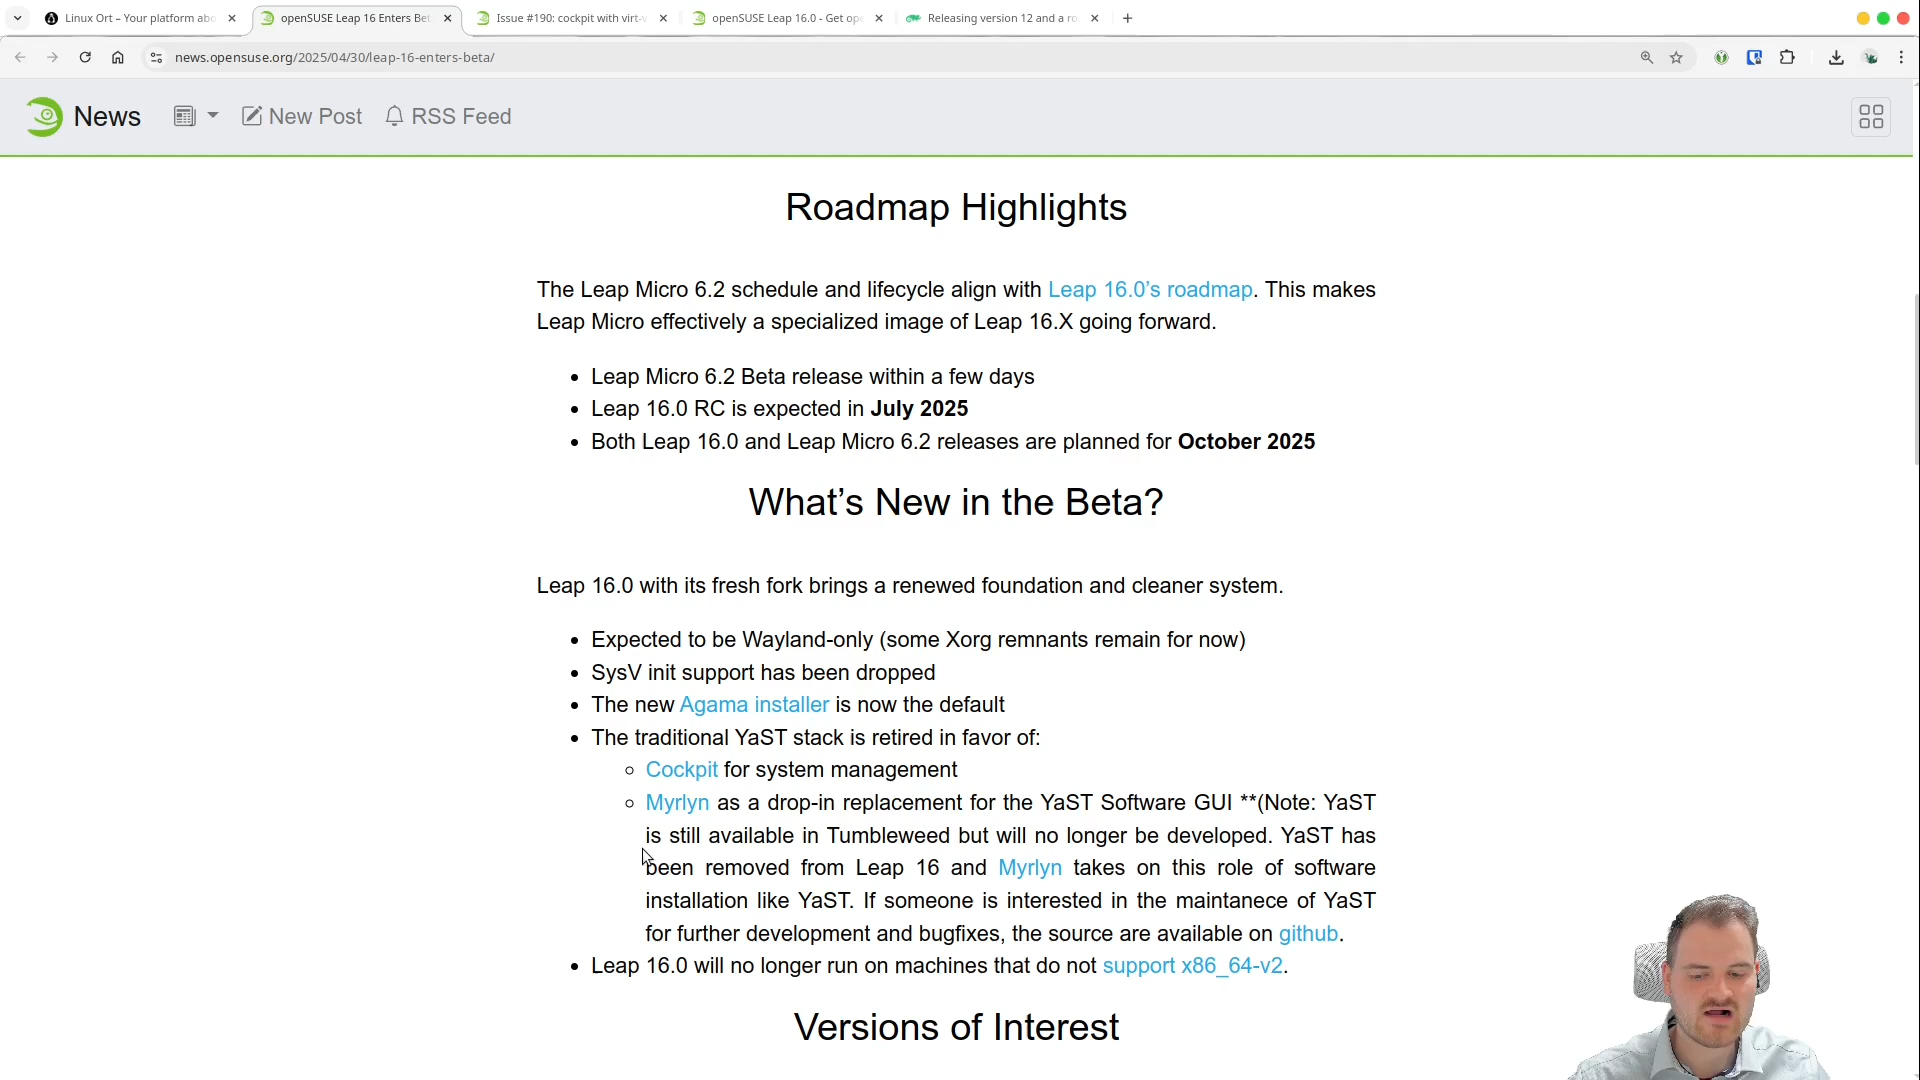 Linux Ort – Your platform abo
openSUSE Leap 16 Enters Bet
Issue #190: cockpit with virt-v
openSUSE Leap 16.0 - Get ope
Releasing version 12 and a ro
news.opensuse.org/2025/04/30/leap-16-enters-beta/
News
New Post
RSS Feed
Roadmap Highlights
The Leap Micro 6.2 schedule and lifecycle align with Leap 16.0’s roadmap. This makes
Leap Micro effectively a specialized image of Leap 16.X going forward.
• Leap Micro 6.2 Beta release within a few days
• Leap 16.0 RC is expected in July 2025
• Both Leap 16.0 and Leap Micro 6.2 releases are planned for October 2025
What’s New in the Beta?
Leap 16.0 with its fresh fork brings a renewed foundation and cleaner system.
• Expected to be Wayland-only (some Xorg remnants remain for now)
• SysV init support has been dropped
• The new Agama installer is now the default
• The traditional YaST stack is retired in favor of:
◦ Cockpit for system management
◦ Myrlyn as a drop-in replacement for the YaST Software GUI **(Note: YaST
is still available in Tumbleweed but will no longer be developed. YaST has
been removed from Leap 16 and Myrlyn takes on this role of software
installation like YaST. If someone is interested in the maintanece of YaST
for further development and bugfixes, the source are available on github.
• Leap 16.0 will no longer run on machines that do not support x86_64-v2.
Versions of Interest